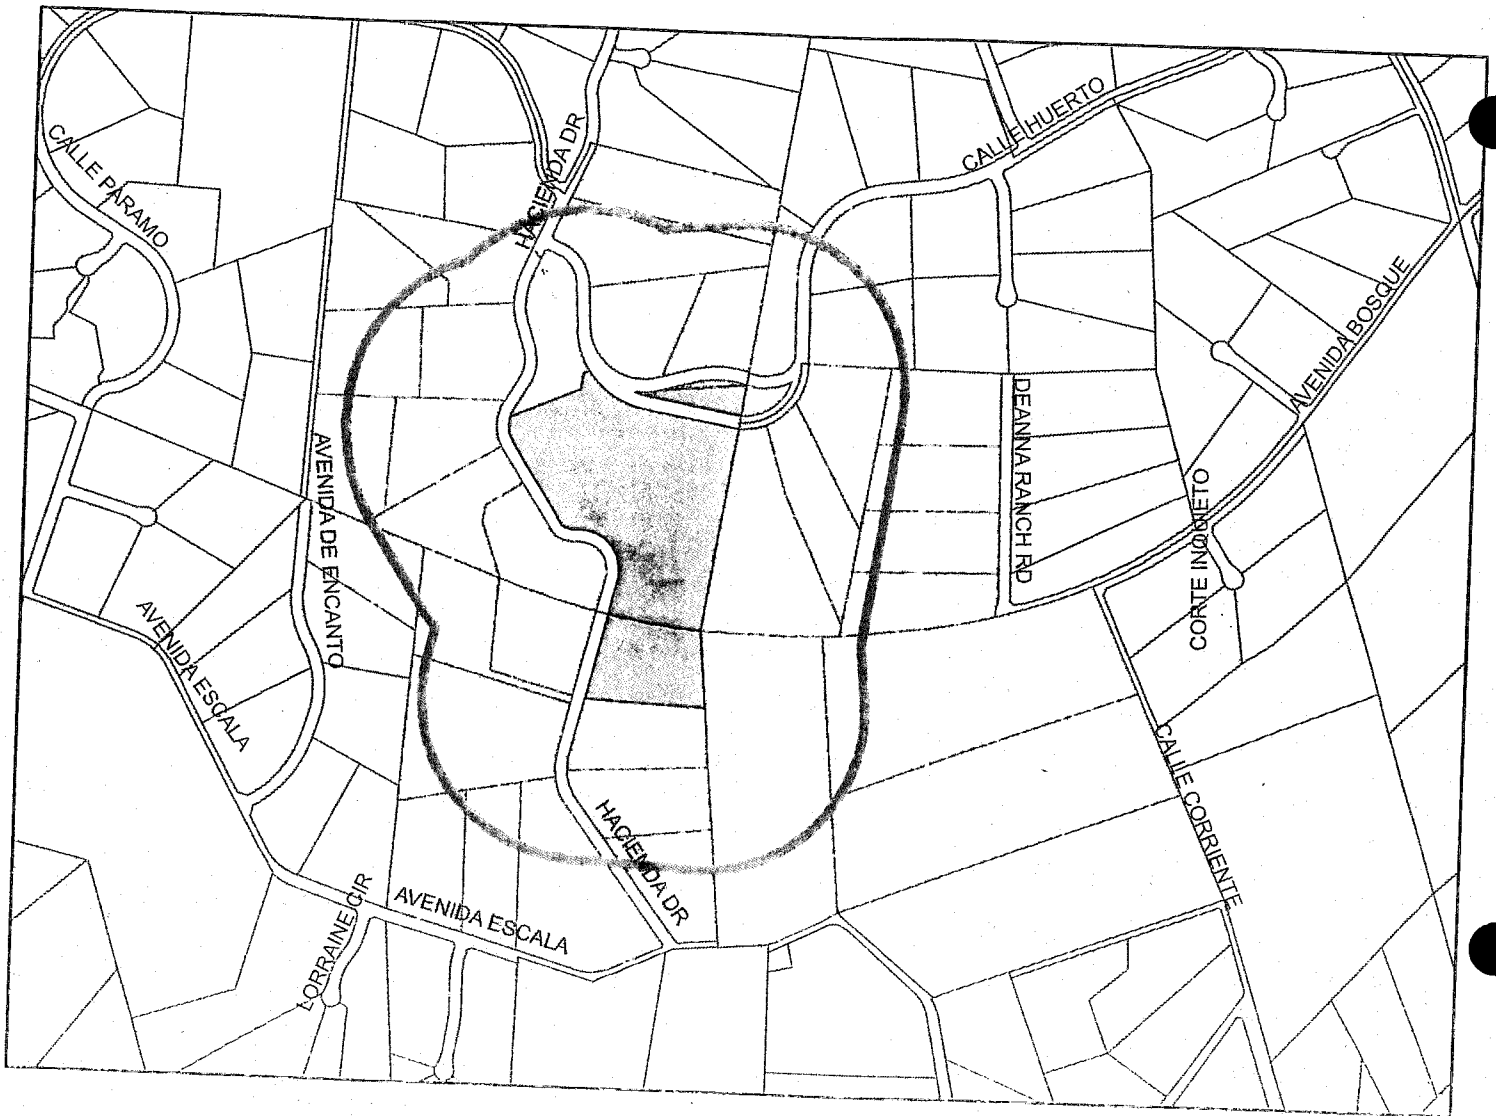 CALLE PARAMO
HACIENDA DR
CALLE HUERTO
AVENIDA BOSQUE
AVENIDA DE ENCANTO
DEANNA RANCH RD
CORTE INQUIETO
AVENIDA ESCALA
CALLE CORRIENTE
HACIENDA DR
LORRAINE CIR
AVENIDA ESCALA